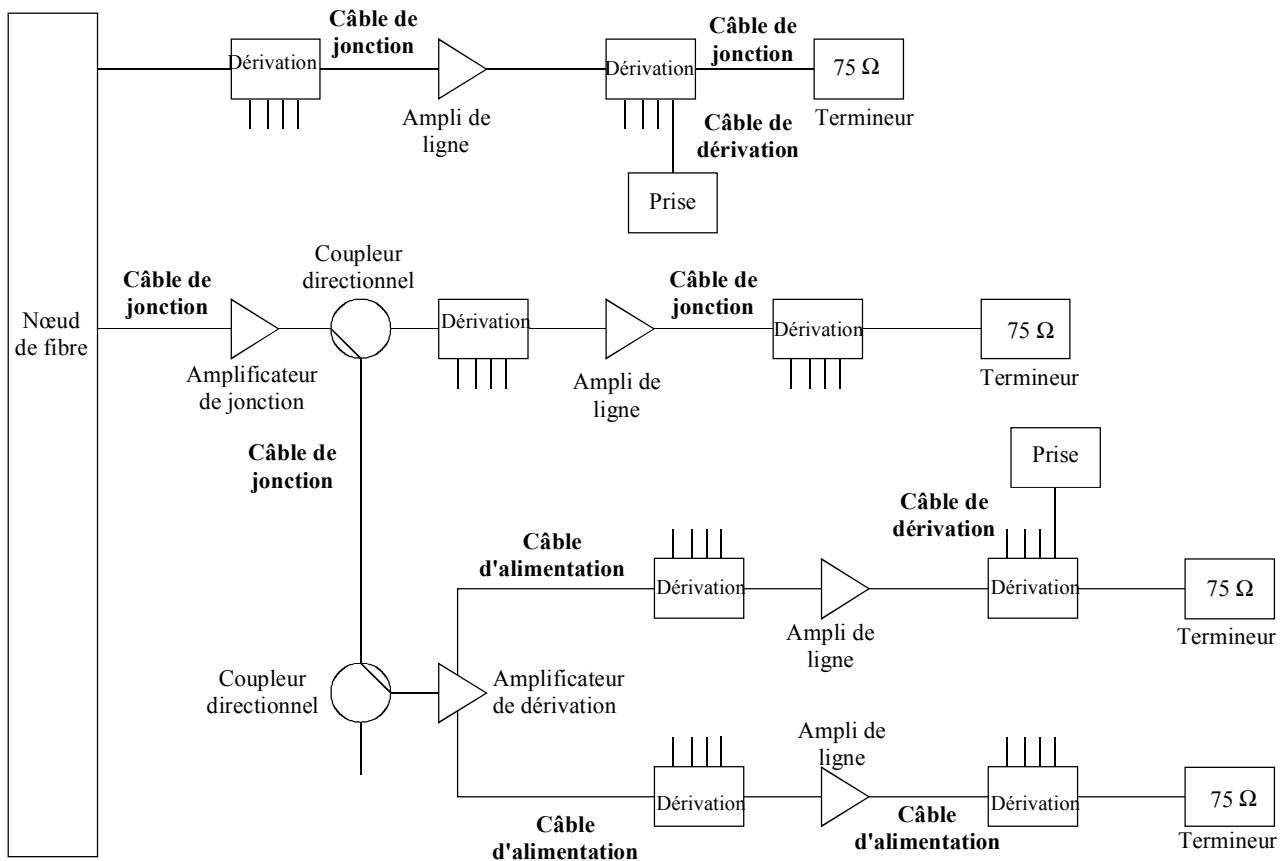 Câble de
jonction
Dérivation
Ampli de
ligne
Dérivation
Câble de
jonction
75 Ω
Termineur
Câble de
dérivation
Prise
Nœud
de fibre
Câble de
jonction
Amplificateur
de jonction
Coupleur
directionnel
Dérivation
Ampli de
ligne
Câble de
jonction
Dérivation
75 Ω
Termineur
Câble de
jonction
Prise
Câble de
dérivation
Câble
d'alimentation
Dérivation
Ampli de
ligne
Dérivation
75 Ω
Termineur
Coupleur
directionnel
Amplificateur
de dérivation
Câble
d'alimentation
Dérivation
Ampli de
ligne
Câble
d'alimentation
Dérivation
75 Ω
Termineur